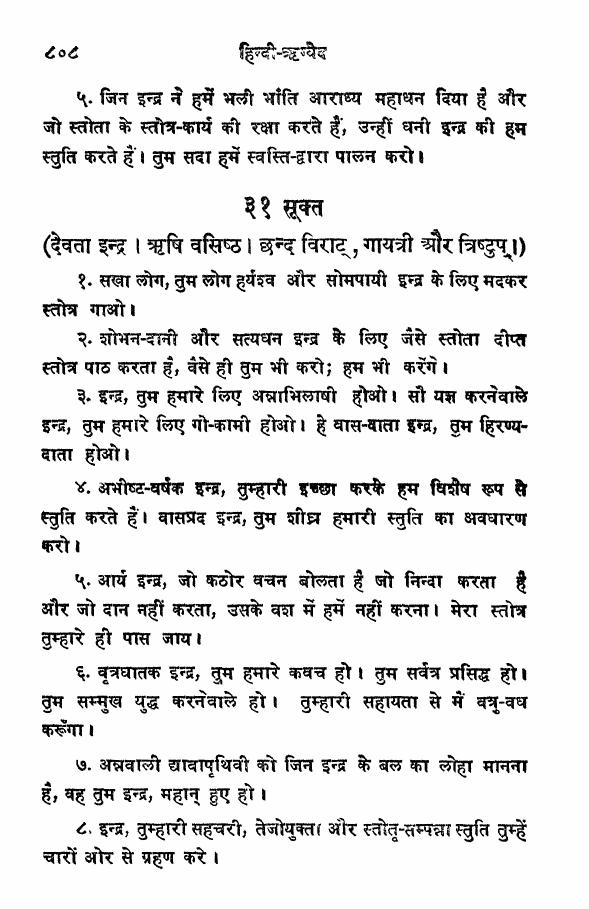 ८०८ हिन्दी-ऋग्वेद
५. जिन इन्द्र ने हमें भली भाँति आराध्य महाधन दिया है और
जो स्तोता के स्तोत्र-कार्य की रक्षा करते हैं, उन्हीं धनी इन्द्र की हम
स्तुति करते हैं। तुम सदा हमें स्वस्ति-द्वारा पालन करो।
३१ सूक्त
(देवता इन्द्र। ऋषि वसिष्ठ। छन्द विराट्, गायत्री और त्रिष्टुप्।)
१. सखा लोग, तुम लोग हर्यश्व और सोमपायी इन्द्र के लिए मदकर
स्तोत्र गाओ।
२. शोभन-दानी और सत्यधन इन्द्र के लिए जैसे स्तोता दीप्त
स्तोत्र पाठ करता है, वैसे ही तुम भी करो; हम भी करेंगे।
३. इन्द्र, तुम हमारे लिए अन्नाभिलाषी होओ। सौ यज्ञ करनेवाले
इन्द्र, तुम हमारे लिए गो-कामी होओ। हे वास-दाता इन्द्र, तुम हिरण्य-
दाता होओ।
४. अभीष्ट-वर्षक इन्द्र, तुम्हारी इच्छा करके हम विशेष रूप से
स्तुति करते हैं। वासप्रद इन्द्र, तुम शीघ्र हमारी स्तुति का अवधारण
करो।
५. आर्य इन्द्र, जो कठोर वचन बोलता है जो निन्दा करता है
और जो दान नहीं करता, उसके वश में हमें नहीं करना। मेरा स्तोत्र
तुम्हारे ही पास जाय।
६. वृत्रघातक इन्द्र, तुम हमारे कवच हो। तुम सर्वत्र प्रसिद्ध हो।
तुम सम्मुख युद्ध करनेवाले हो। तुम्हारी सहायता से मैं शत्रु-वध
करूँगा।
७. अन्नवाली द्यावापृथिवी को जिन इन्द्र के बल का लोहा मानना
है, वह तुम इन्द्र, महान् हुए हो।
८. इन्द्र, तुम्हारी सहचरी, तेजोयुक्ता और स्तोतृ-सम्पन्ना स्तुति तुम्हें
चारों ओर से ग्रहण करे।